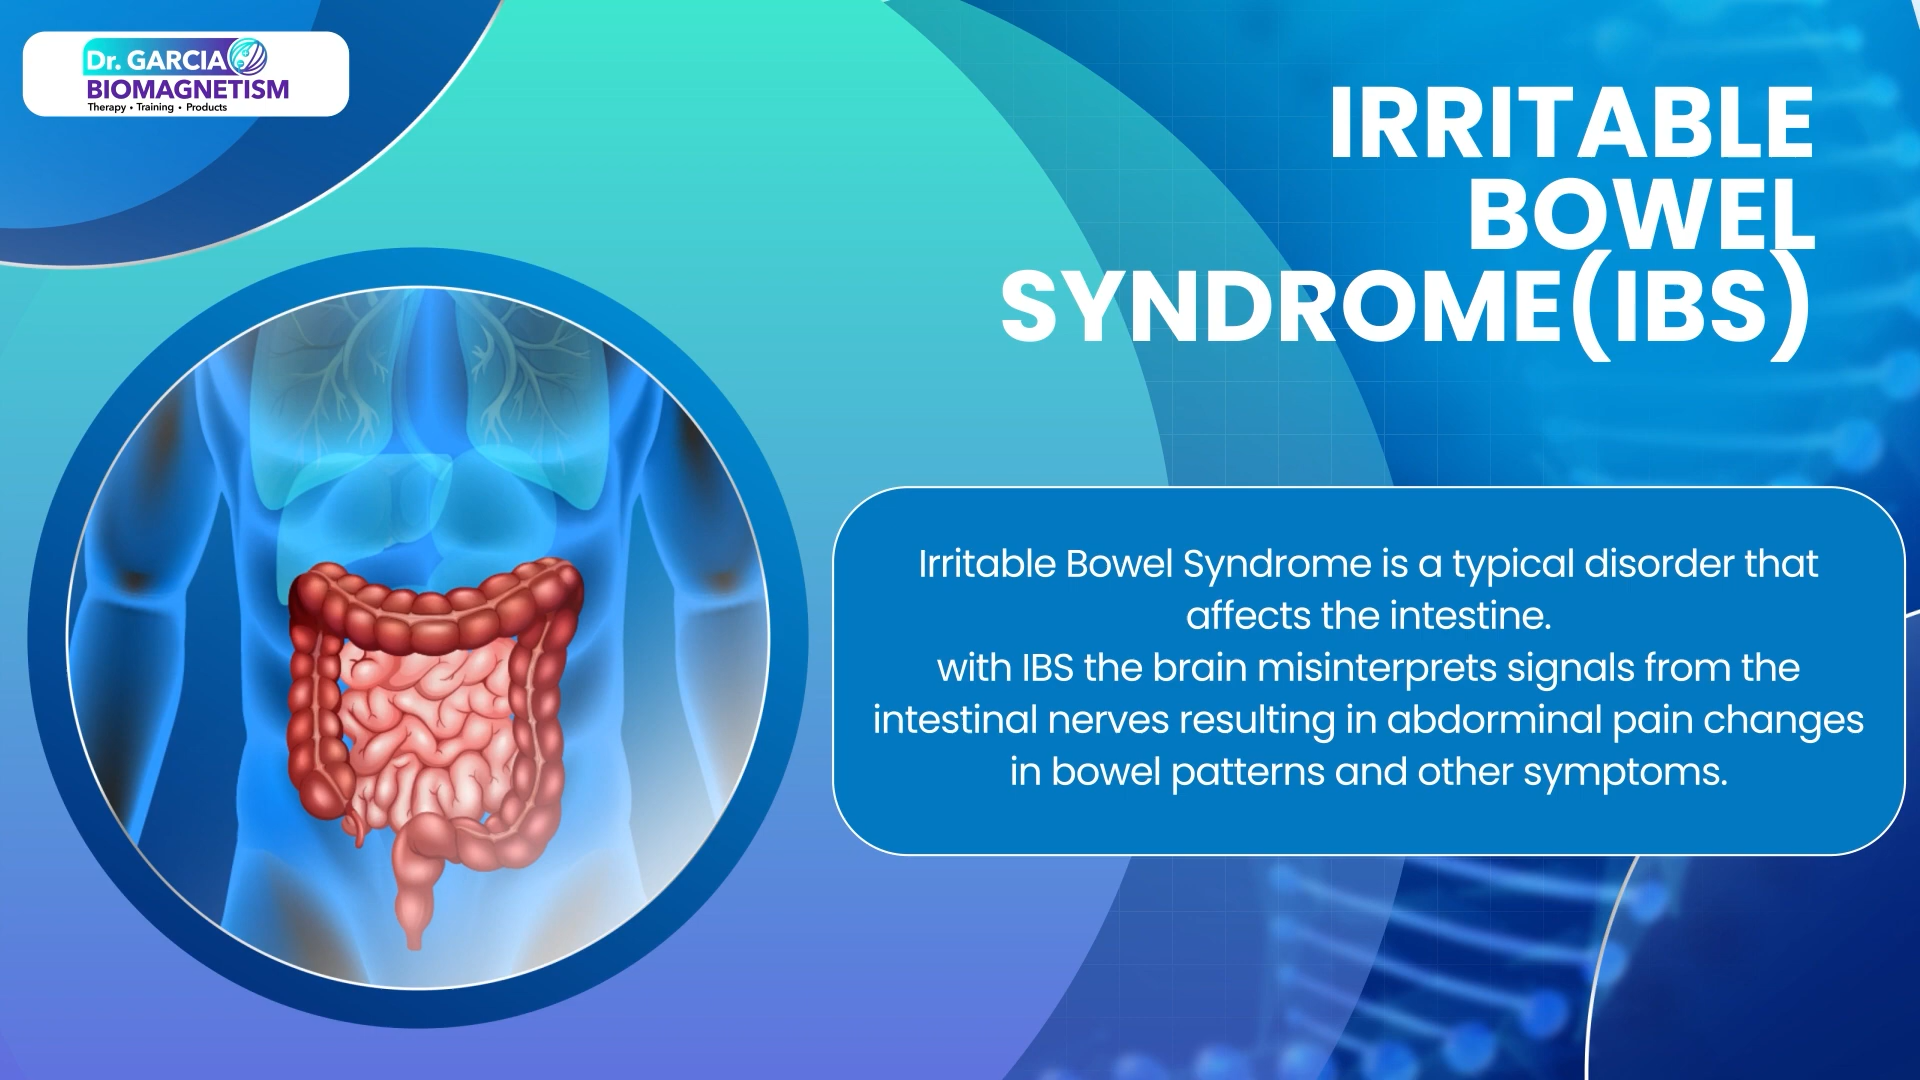 Dr. GARCIA
BIOMAGNETISM
Therapy • Training • Products
IRRITABLE
BOWEL
SYNDROME(IBS)
Irritable Bowel Syndrome is a typical disorder that
affects the intestine.
with IBS the brain misinterprets signals from the
intestinal nerves resulting in abdorminal pain changes
in bowel patterns and other symptoms.